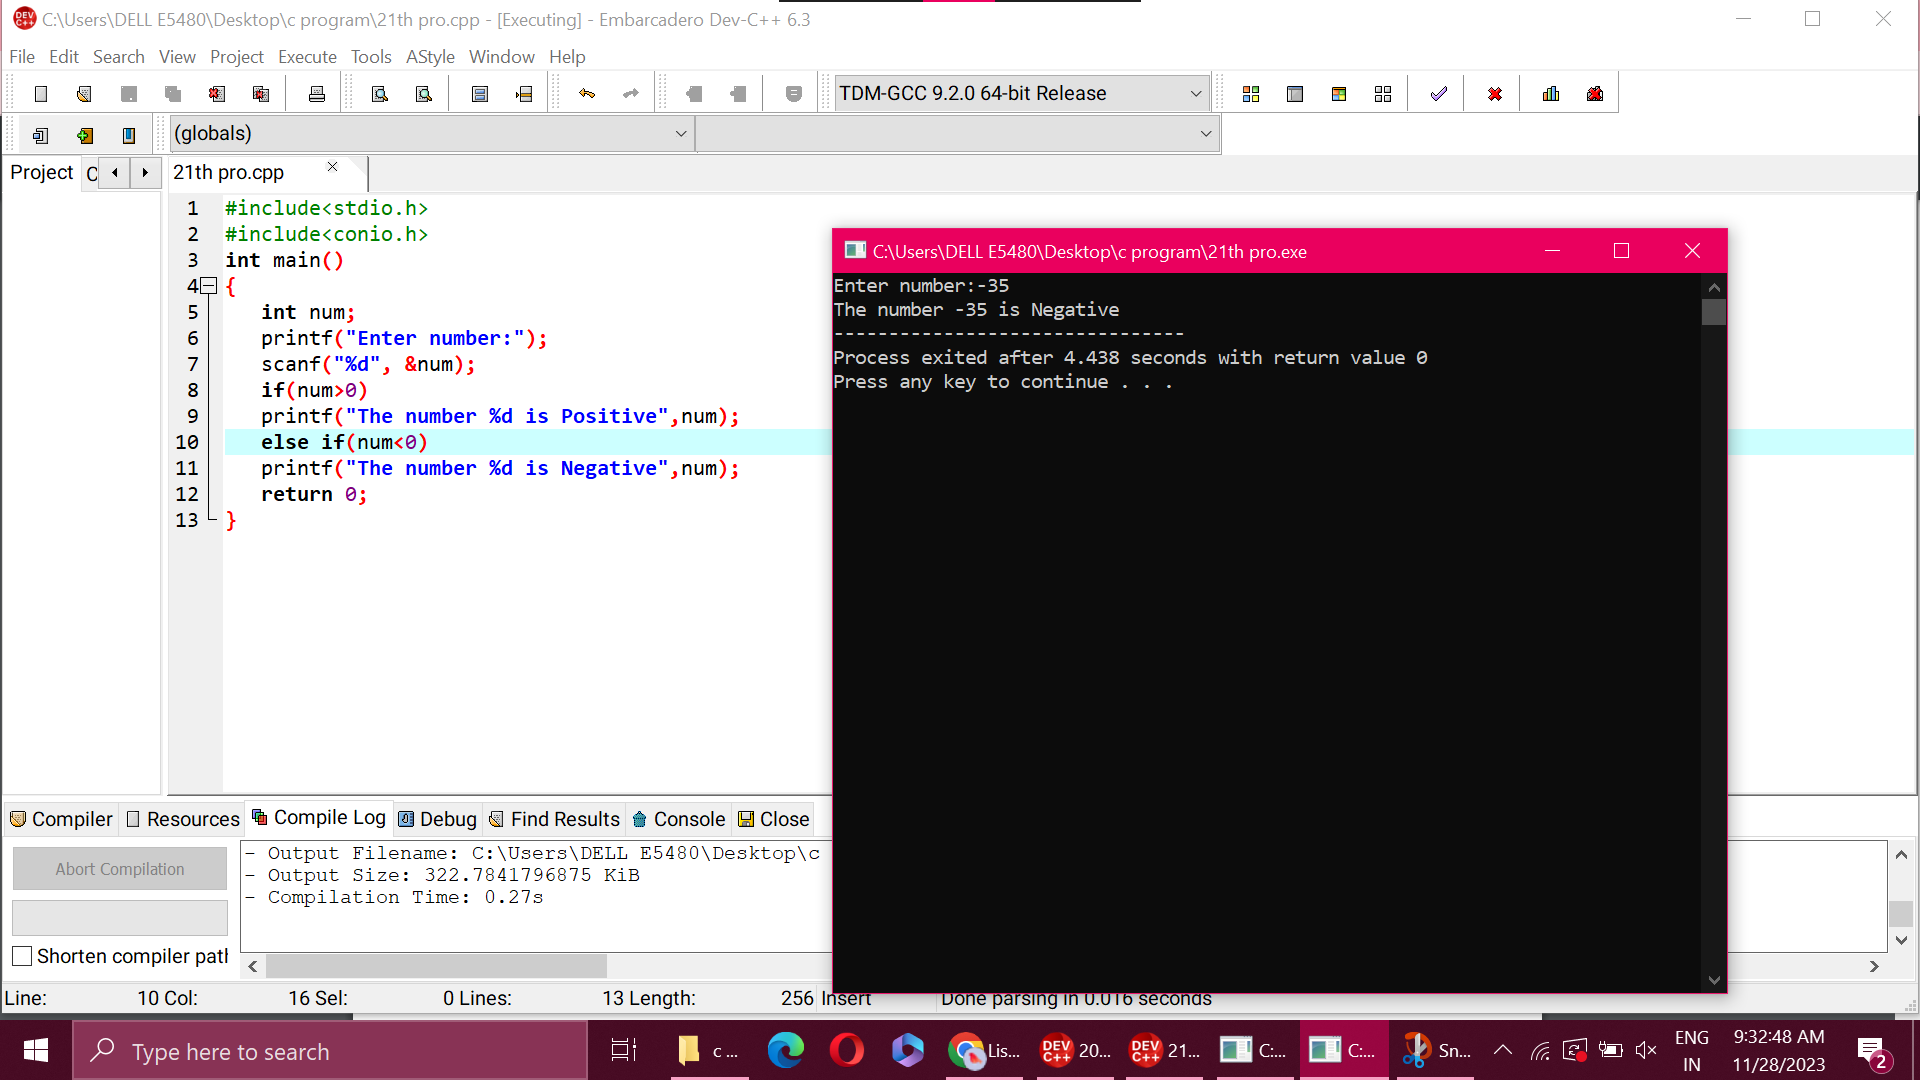 C:\Users\DELL E5480\Desktop\c program\21th pro.cpp - [Executing] - Embarcadero Dev-C++ 6.3
File Edit Search View Project Execute Tools AStyle Window Help
TDM-GCC 9.2.0 64-bit Release
(globals)
Project C 21th pro.cpp
1 #include<stdio.h>
2 #include<conio.h>
3 int main()
4 {
5 int num;
6 printf("Enter number:");
7 scanf("%d", &num);
8 if(num>0)
9 printf("The number %d is Positive",num);
10 else if(num<0)
11 printf("The number %d is Negative",num);
12 return 0;
13 }
C:\Users\DELL E5480\Desktop\c program\21th pro.exe
Enter number:-35
The number -35 is Negative
--------------------------------
Process exited after 4.438 seconds with return value 0
Press any key to continue . . .
Compiler Resources Compile Log Debug Find Results Console Close
Abort Compilation
Shorten compiler path
- Output Filename: C:\Users\DELL E5480\Desktop\c
- Output Size: 322.7841796875 KiB
- Compilation Time: 0.27s
Line: 10 Col: 16 Sel: 0 Lines: 13 Length: 256 Insert Done parsing in 0.016 seconds
Type here to search
c ...
Lis...
DEV C++ 20...
DEV C++ 21...
C:...
C:...
Sn...
ENG
IN
9:32:48 AM
11/28/2023
2